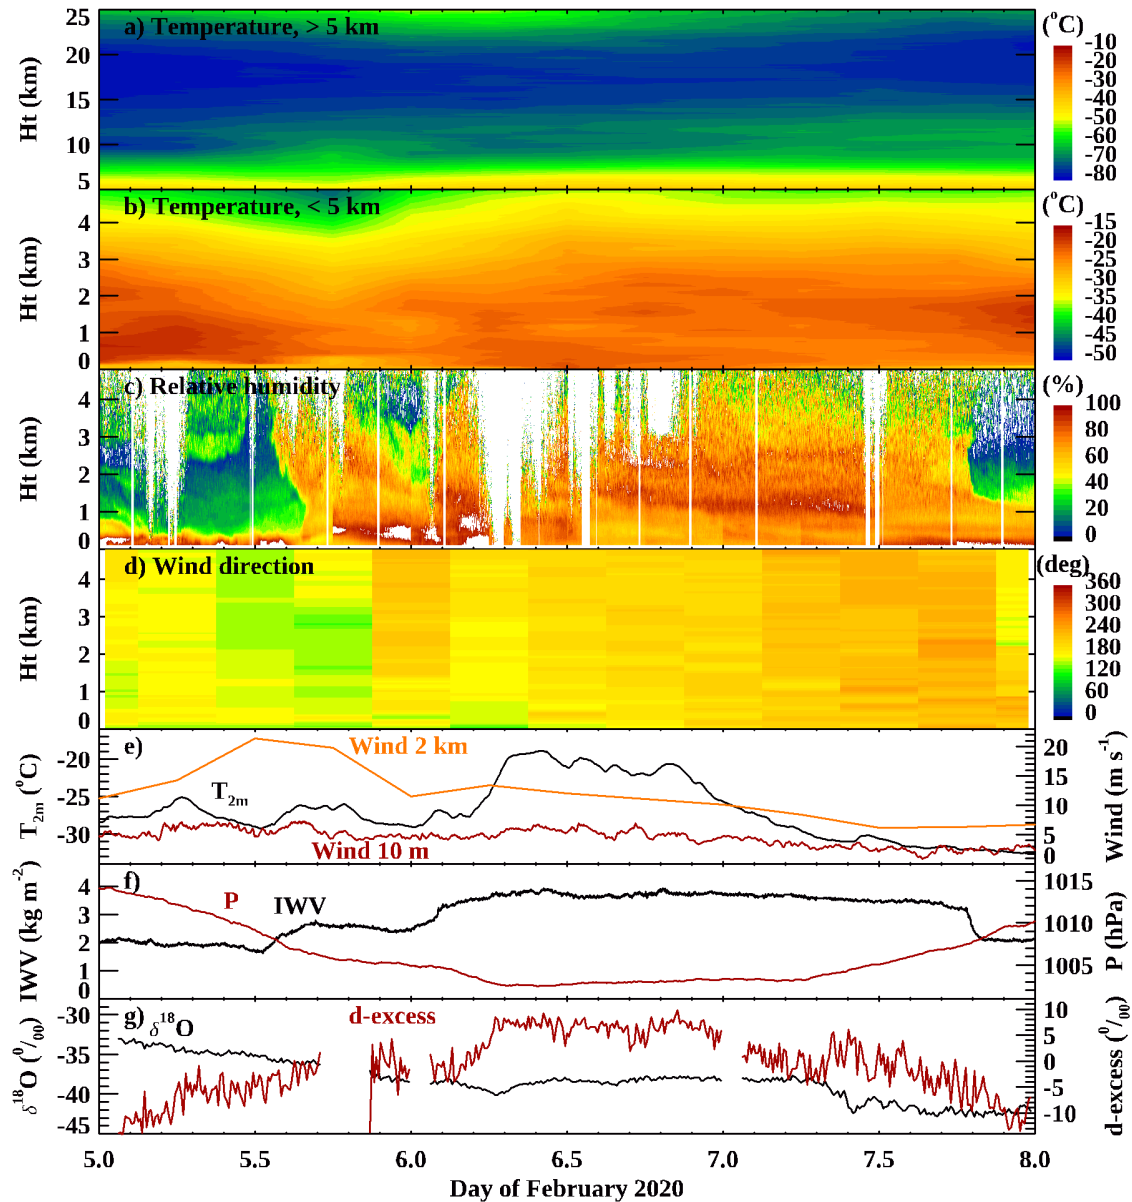 a) Temperature, > 5 km
Ht (km)
25
20
15
10
5
(°C)
-10
-20
-30
-40
-50
-60
-70
-80
b) Temperature, < 5 km
Ht (km)
4
3
2
1
0
(°C)
-15
-20
-25
-30
-35
-40
-45
-50
c) Relative humidity
Ht (km)
4
3
2
1
0
(%)
100
80
60
40
20
0
d) Wind direction
Ht (km)
4
3
2
1
0
(deg)
360
300
240
180
120
60
0
e)
Wind 2 km
T2m
Wind 10 m
T2m (°C)
-20
-25
-30
20
15
10
5
0
Wind (m s-1)
f)
P
IWV
IWV (kg m-2)
4
3
2
1
0
1015
1010
1005
P (hPa)
g)
δ18O
d-excess
δ18O (0/00)
-30
-35
-40
-45
10
5
0
-5
-10
d-excess (0/00)
5.0
5.5
6.0
6.5
7.0
7.5
8.0
Day of February 2020